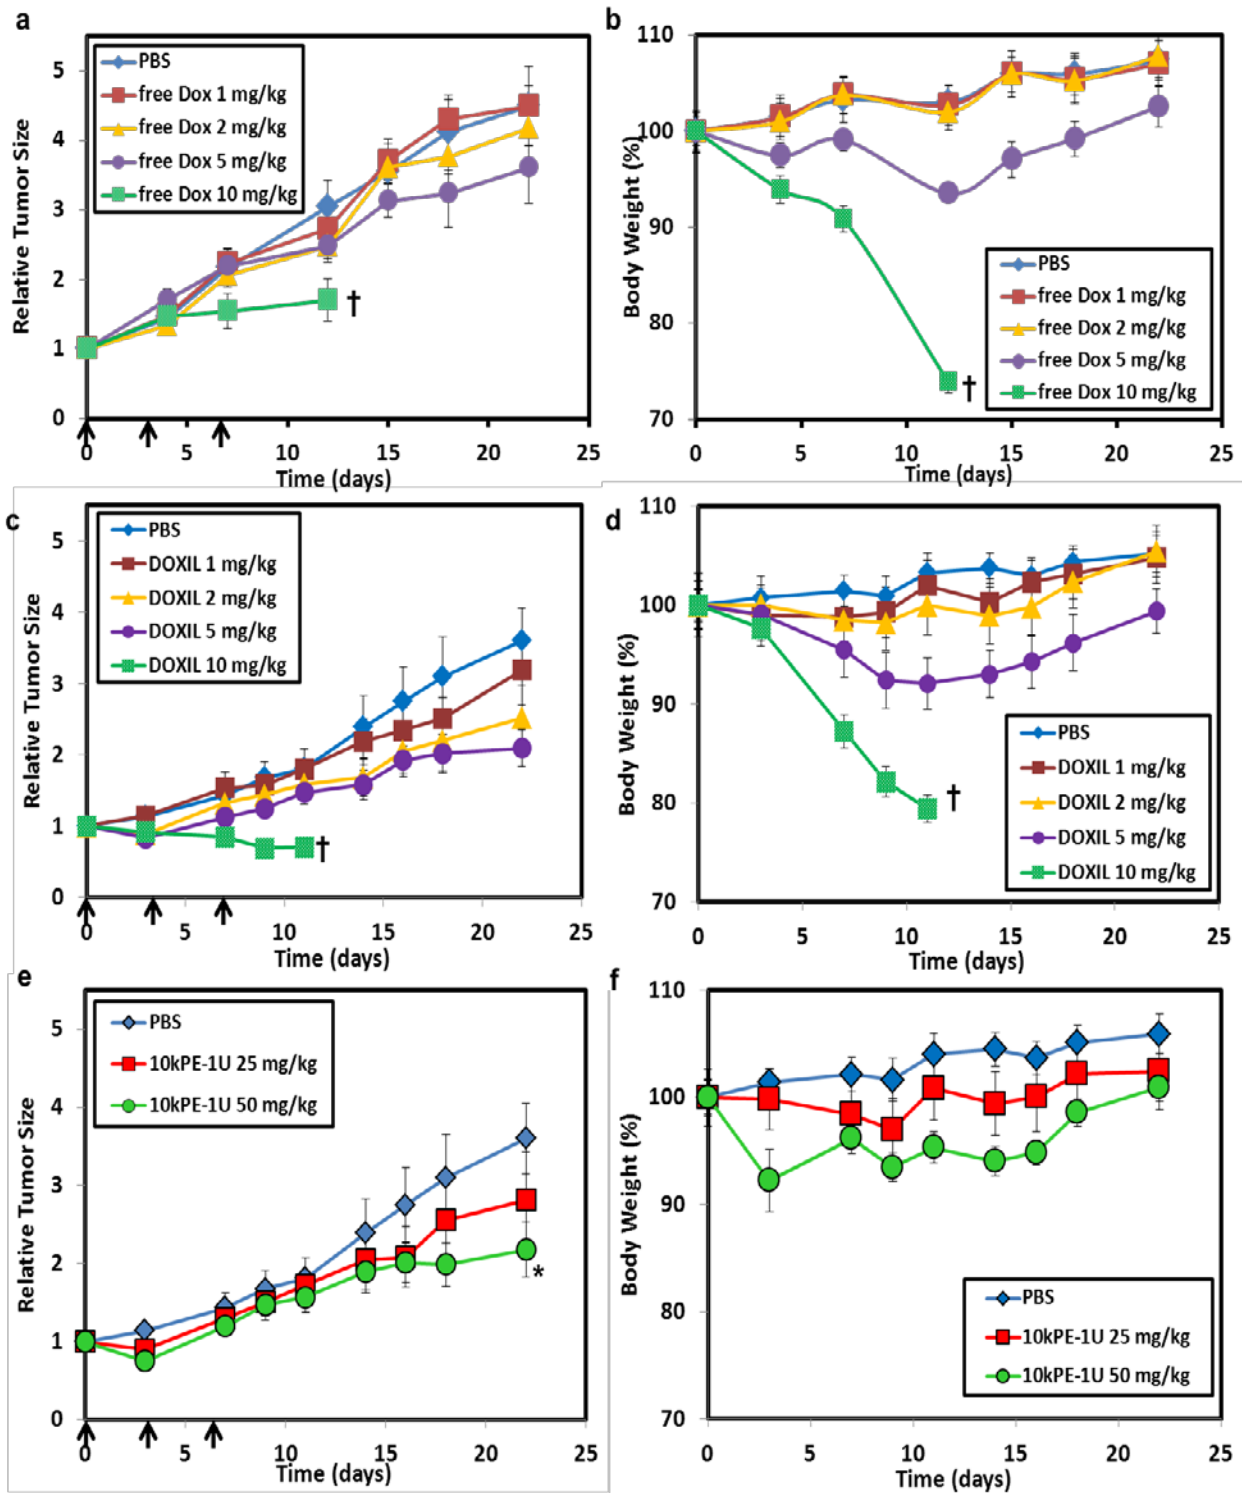 a
Relative Tumor Size
5
4
3
2
1
0
PBS
free Dox 1 mg/kg
free Dox 2 mg/kg
free Dox 5 mg/kg
free Dox 10 mg/kg
†
0 5 10 15 20 25
Time (days)
b
Body Weight (%)
110
100
90
80
70
PBS
free Dox 1 mg/kg
free Dox 2 mg/kg
free Dox 5 mg/kg
free Dox 10 mg/kg
†
0 5 10 15 20 25
Time (days)
c
Relative Tumor Size
5
4
3
2
1
0
PBS
DOXIL 1 mg/kg
DOXIL 2 mg/kg
DOXIL 5 mg/kg
DOXIL 10 mg/kg
†
0 5 10 15 20 25
Time (days)
d
Body Weight (%)
110
100
90
80
70
PBS
DOXIL 1 mg/kg
DOXIL 2 mg/kg
DOXIL 5 mg/kg
DOXIL 10 mg/kg
†
0 5 10 15 20 25
Time (days)
e
Relative Tumor Size
5
4
3
2
1
0
PBS
10kPE-1U 25 mg/kg
10kPE-1U 50 mg/kg
*
0 5 10 15 20 25
Time (days)
f
Body Weight (%)
110
100
90
80
70
PBS
10kPE-1U 25 mg/kg
10kPE-1U 50 mg/kg
0 5 10 15 20 25
Time (days)